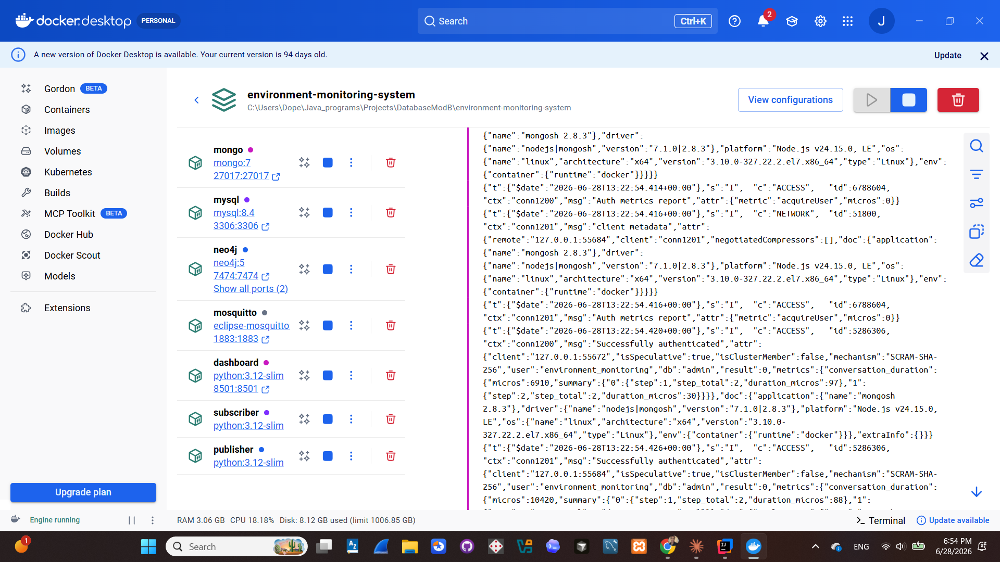 docker.desktop PERSONAL
Search
Ctrl+K
2
J
A new version of Docker Desktop is available. Your current version is 94 days old.
Update
Gordon BETA
Containers
Images
Volumes
Kubernetes
Builds
MCP Toolkit BETA
Docker Hub
Docker Scout
Models
Extensions
Upgrade plan
environment-monitoring-system
C:\Users\Dope\Java_programs\Projects\DatabaseModB\environment-monitoring-system
View configurations
mongo
mongo:7
27017:27017
mysql
mysql:8.4
3306:3306
neo4j
neo4j:5
7474:7474
Show all ports (2)
mosquitto
eclipse-mosquitto
1883:1883
dashboard
python:3.12-slim
8501:8501
subscriber
python:3.12-slim
publisher
python:3.12-slim
{"name":"mongosh 2.8.3"},"driver":
{"name":"nodejs|mongosh","version":"7.1.0|2.8.3"},"platform":"Node.js v24.15.0, LE","os":
{"name":"linux","architecture":"x64","version":"3.10.0-327.22.2.el7.x86_64","type":"Linux"},"env":
{"container":{"runtime":"docker"}}}}}
{"t":{"$date":"2026-06-28T13:22:54.414+00:00"},"s":"I", "c":"ACCESS", "id":6788604,
"ctx":"conn1200","msg":"Auth metrics report","attr":{"metric":"acquireUser","micros":0}}
{"t":{"$date":"2026-06-28T13:22:54.416+00:00"},"s":"I", "c":"NETWORK", "id":51800,
"ctx":"conn1201","msg":"client metadata","attr":
{"remote":"127.0.0.1:55684","client":"conn1201","negotiatedCompressors":[],"doc":{"application":
{"name":"mongosh 2.8.3"},"driver":
{"name":"nodejs|mongosh","version":"7.1.0|2.8.3"},"platform":"Node.js v24.15.0, LE","os":
{"name":"linux","architecture":"x64","version":"3.10.0-327.22.2.el7.x86_64","type":"Linux"},"env":
{"container":{"runtime":"docker"}}}}}
{"t":{"$date":"2026-06-28T13:22:54.416+00:00"},"s":"I", "c":"ACCESS", "id":6788604,
"ctx":"conn1201","msg":"Auth metrics report","attr":{"metric":"acquireUser","micros":0}}
{"t":{"$date":"2026-06-28T13:22:54.420+00:00"},"s":"I", "c":"ACCESS", "id":5286306,
"ctx":"conn1200","msg":"Successfully authenticated","attr":
{"client":"127.0.0.1:55672","isSpeculative":true,"isClusterMember":false,"mechanism":"SCRAM-SHA-
256","user":"environment_monitoring","db":"admin","result":0,"metrics":{"conversation_duration":
{"micros":6910,"summary":{"0":{"step":1,"step_total":2,"duration_micros":97},"1":
{"step":2,"step_total":2,"duration_micros":30}}}},"doc":{"application":{"name":"mongosh
2.8.3"},"driver":{"name":"nodejs|mongosh","version":"7.1.0|2.8.3"},"platform":"Node.js v24.15.0,
LE","os":{"name":"linux","architecture":"x64","version":"3.10.0-
327.22.2.el7.x86_64","type":"Linux"},"env":{"container":{"runtime":"docker"}}},"extraInfo":{}}}
{"t":{"$date":"2026-06-28T13:22:54.426+00:00"},"s":"I", "c":"ACCESS", "id":5286306,
"ctx":"conn1201","msg":"Successfully authenticated","attr":
{"client":"127.0.0.1:55684","isSpeculative":true,"isClusterMember":false,"mechanism":"SCRAM-SHA-
256","user":"environment_monitoring","db":"admin","result":0,"metrics":{"conversation_duration":
{"micros":10420,"summary":{"0":{"step":1,"step_total":2,"duration_micros":88},"1":
Engine running
RAM 3.06 GB CPU 18.18% Disk: 8.12 GB used (limit 1006.85 GB)
Terminal
Update available
1
Search
ENG
6:54 PM
6/28/2026